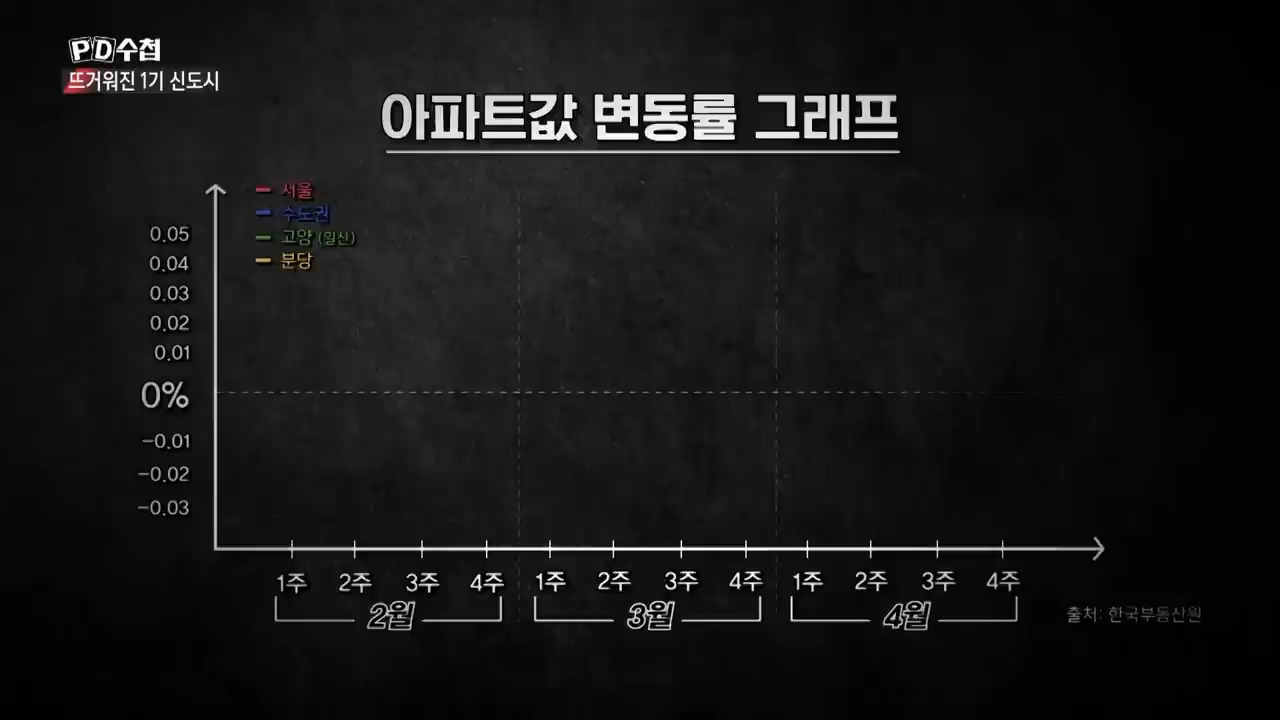 PD수첩
뜨거워진 1기 신도시
아파트값 변동률 그래프
서울
수도권
고양 (일산)
분당
0.05
0.04
0.03
0.02
0.01
0%
-0.01
-0.02
-0.03
1주 2주 3주 4주 1주 2주 3주 4주 1주 2주 3주 4주
2월 3월 4월
출처: 한국부동산원